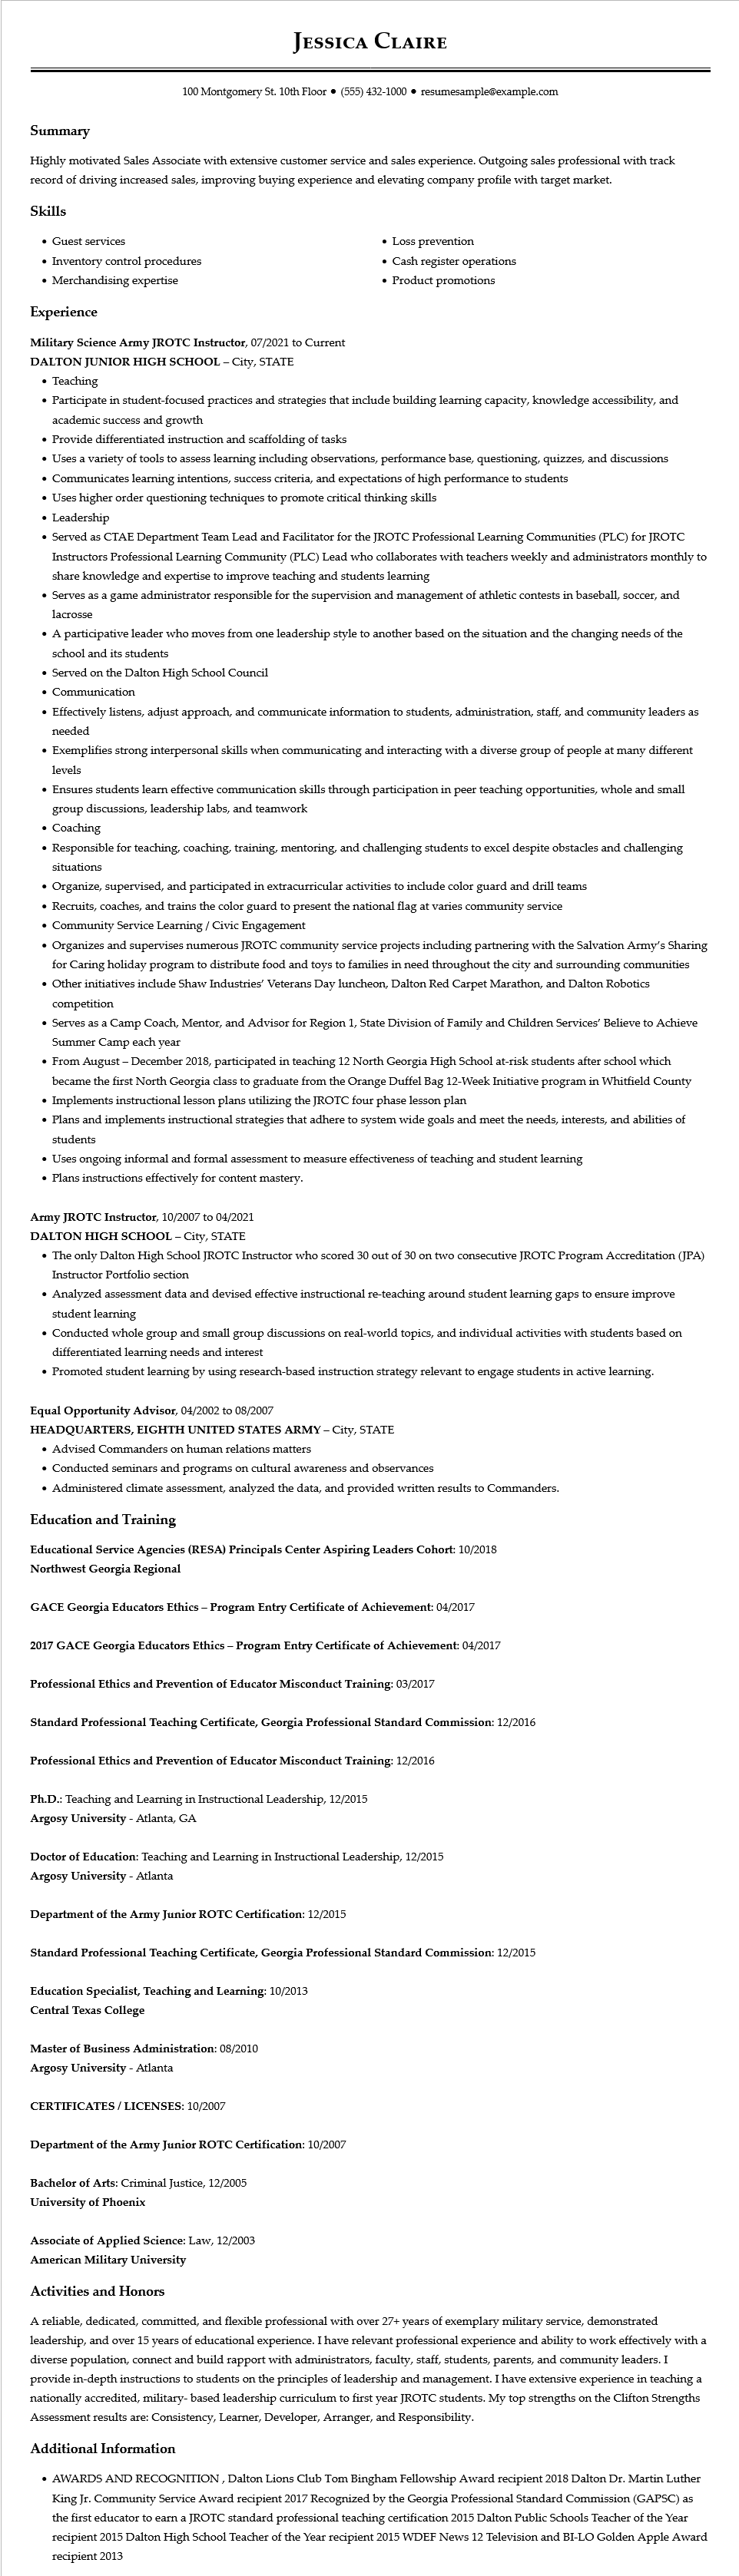 Jessica Claire
100 Montgomery St. 10th Floor ● (555) 432-1000 ● resumesample@example.com
Summary
Highly motivated Sales Associate with extensive customer service and sales experience. Outgoing sales professional with track
record of driving increased sales, improving buying experience and elevating company profile with target market.
Skills
• Guest services
• Inventory control procedures
• Merchandising expertise
• Loss prevention
• Cash register operations
• Product promotions
Experience
Military Science Army JROTC Instructor, 07/2021 to Current
DALTON JUNIOR HIGH SCHOOL – City, STATE
• Teaching
• Participate in student-focused practices and strategies that include building learning capacity, knowledge accessibility, and
academic success and growth
• Provide differentiated instruction and scaffolding of tasks
• Uses a variety of tools to assess learning including observations, performance base, questioning, quizzes, and discussions
• Communicates learning intentions, success criteria, and expectations of high performance to students
• Uses higher order questioning techniques to promote critical thinking skills
• Leadership
• Served as CTAE Department Team Lead and Facilitator for the JROTC Professional Learning Communities (PLC) for JROTC
Instructors Professional Learning Community (PLC) Lead who collaborates with teachers weekly and administrators monthly to
share knowledge and expertise to improve teaching and students learning
• Serves as a game administrator responsible for the supervision and management of athletic contests in baseball, soccer, and
lacrosse
• A participative leader who moves from one leadership style to another based on the situation and the changing needs of the
school and its students
• Served on the Dalton High School Council
• Communication
• Effectively listens, adjust approach, and communicate information to students, administration, staff, and community leaders as
needed
• Exemplifies strong interpersonal skills when communicating and interacting with a diverse group of people at many different
levels
• Ensures students learn effective communication skills through participation in peer teaching opportunities, whole and small
group discussions, leadership labs, and teamwork
• Coaching
• Responsible for teaching, coaching, training, mentoring, and challenging students to excel despite obstacles and challenging
situations
• Organize, supervised, and participated in extracurricular activities to include color guard and drill teams
• Recruits, coaches, and trains the color guard to present the national flag at varies community service
• Community Service Learning / Civic Engagement
• Organizes and supervises numerous JROTC community service projects including partnering with the Salvation Army's Sharing
for Caring holiday program to distribute food and toys to families in need throughout the city and surrounding communities
• Other initiatives include Shaw Industries' Veterans Day luncheon, Dalton Red Carpet Marathon, and Dalton Robotics
competition
• Serves as a Camp Coach, Mentor, and Advisor for Region 1, State Division of Family and Children Services' Believe to Achieve
Summer Camp each year
• From August – December 2018, participated in teaching 12 North Georgia High School at-risk students after school which
became the first North Georgia class to graduate from the Orange Duffel Bag 12-Week Initiative program in Whitfield County
• Implements instructional lesson plans utilizing the JROTC four phase lesson plan
• Plans and implements instructional strategies that adhere to system wide goals and meet the needs, interests, and abilities of
students
• Uses ongoing informal and formal assessment to measure effectiveness of teaching and student learning
• Plans instructions effectively for content mastery.
Army JROTC Instructor, 10/2007 to 04/2021
DALTON HIGH SCHOOL – City, STATE
• The only Dalton High School JROTC Instructor who scored 30 out of 30 on two consecutive JROTC Program Accreditation (JPA)
Instructor Portfolio section
• Analyzed assessment data and devised effective instructional re-teaching around student learning gaps to ensure improve
student learning
• Conducted whole group and small group discussions on real-world topics, and individual activities with students based on
differentiated learning needs and interest
• Promoted student learning by using research-based instruction strategy relevant to engage students in active learning.
Equal Opportunity Advisor, 04/2002 to 08/2007
HEADQUARTERS, EIGHTH UNITED STATES ARMY – City, STATE
• Advised Commanders on human relations matters
• Conducted seminars and programs on cultural awareness and observances
• Administered climate assessment, analyzed the data, and provided written results to Commanders.
Education and Training
Educational Service Agencies (RESA) Principals Center Aspiring Leaders Cohort: 10/2018
Northwest Georgia Regional
GACE Georgia Educators Ethics – Program Entry Certificate of Achievement: 04/2017
2017 GACE Georgia Educators Ethics – Program Entry Certificate of Achievement: 04/2017
Professional Ethics and Prevention of Educator Misconduct Training: 03/2017
Standard Professional Teaching Certificate, Georgia Professional Standard Commission: 12/2016
Professional Ethics and Prevention of Educator Misconduct Training: 12/2016
Ph.D.: Teaching and Learning in Instructional Leadership, 12/2015
Argosy University - Atlanta, GA
Doctor of Education: Teaching and Learning in Instructional Leadership, 12/2015
Argosy University - Atlanta
Department of the Army Junior ROTC Certification: 12/2015
Standard Professional Teaching Certificate, Georgia Professional Standard Commission: 12/2015
Education Specialist, Teaching and Learning: 10/2013
Central Texas College
Master of Business Administration: 08/2010
Argosy University - Atlanta
CERTIFICATES / LICENSES: 10/2007
Department of the Army Junior ROTC Certification: 10/2007
Bachelor of Arts: Criminal Justice, 12/2005
University of Phoenix
Associate of Applied Science: Law, 12/2003
American Military University
Activities and Honors
A reliable, dedicated, committed, and flexible professional with over 27+ years of exemplary military service, demonstrated
leadership, and over 15 years of educational experience. I have relevant professional experience and ability to work effectively with a
diverse population, connect and build rapport with administrators, faculty, staff, students, parents, and community leaders. I
provide in-depth instructions to students on the principles of leadership and management. I have extensive experience in teaching a
nationally accredited, military- based leadership curriculum to first year JROTC students. My top strengths on the Clifton Strengths
Assessment results are: Consistency, Learner, Developer, Arranger, and Responsibility.
Additional Information
• AWARDS AND RECOGNITION , Dalton Lions Club Tom Bingham Fellowship Award recipient 2018 Dalton Dr. Martin Luther
King Jr. Community Service Award recipient 2017 Recognized by the Georgia Professional Standard Commission (GAPSC) as
the first educator to earn a JROTC standard professional teaching certification 2015 Dalton Public Schools Teacher of the Year
recipient 2015 Dalton High School Teacher of the Year recipient 2015 WDEF News 12 Television and BI-LO Golden Apple Award
recipient 2013